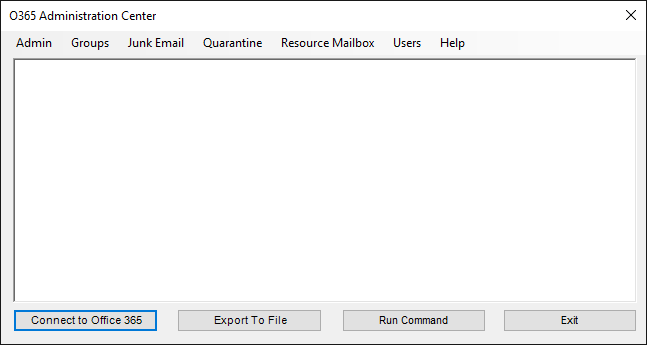 O365 Administration Center
Admin Groups Junk Email Quarantine Resource Mailbox Users Help
Connect to Office 365 Export To File Run Command Exit